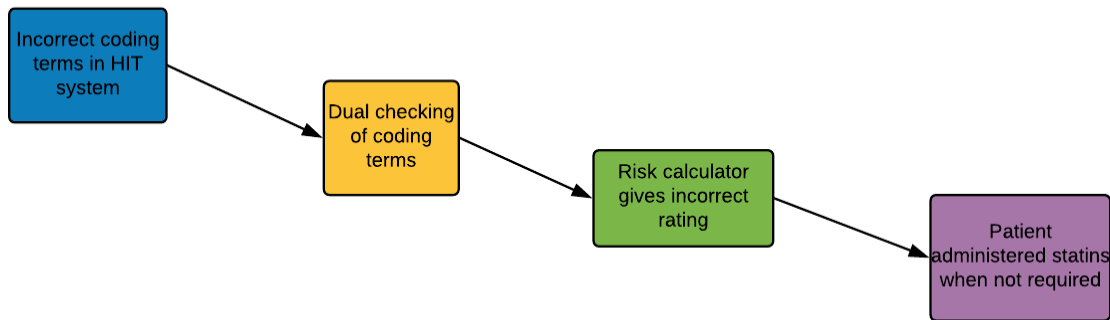 Incorrect coding
terms in HIT
system
Dual checking
of coding
terms
Risk calculator
gives incorrect
rating
Patient
administered statins
when not required